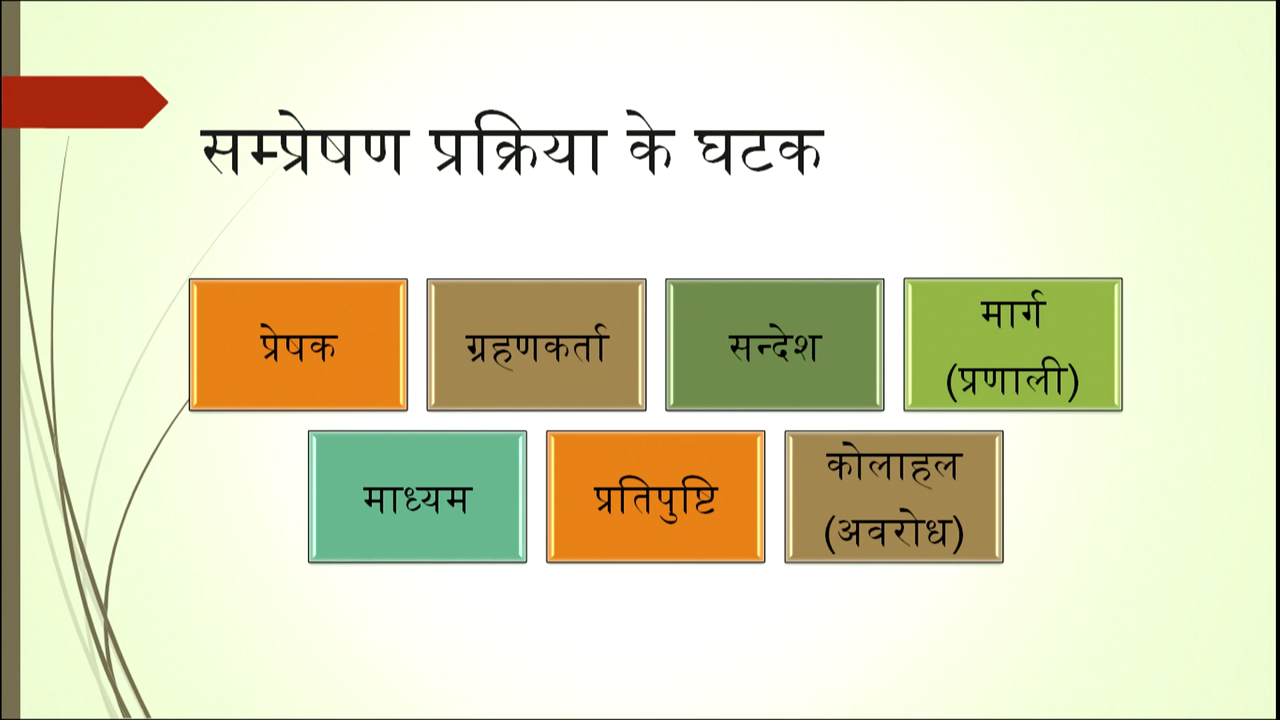 सम्प्रेषण प्रक्रिया के घटक
प्रेषक
ग्रहणकर्ता
सन्देश
मार्ग
(प्रणाली)
माध्यम
प्रतिपुष्टि
कोलाहल
(अवरोध)